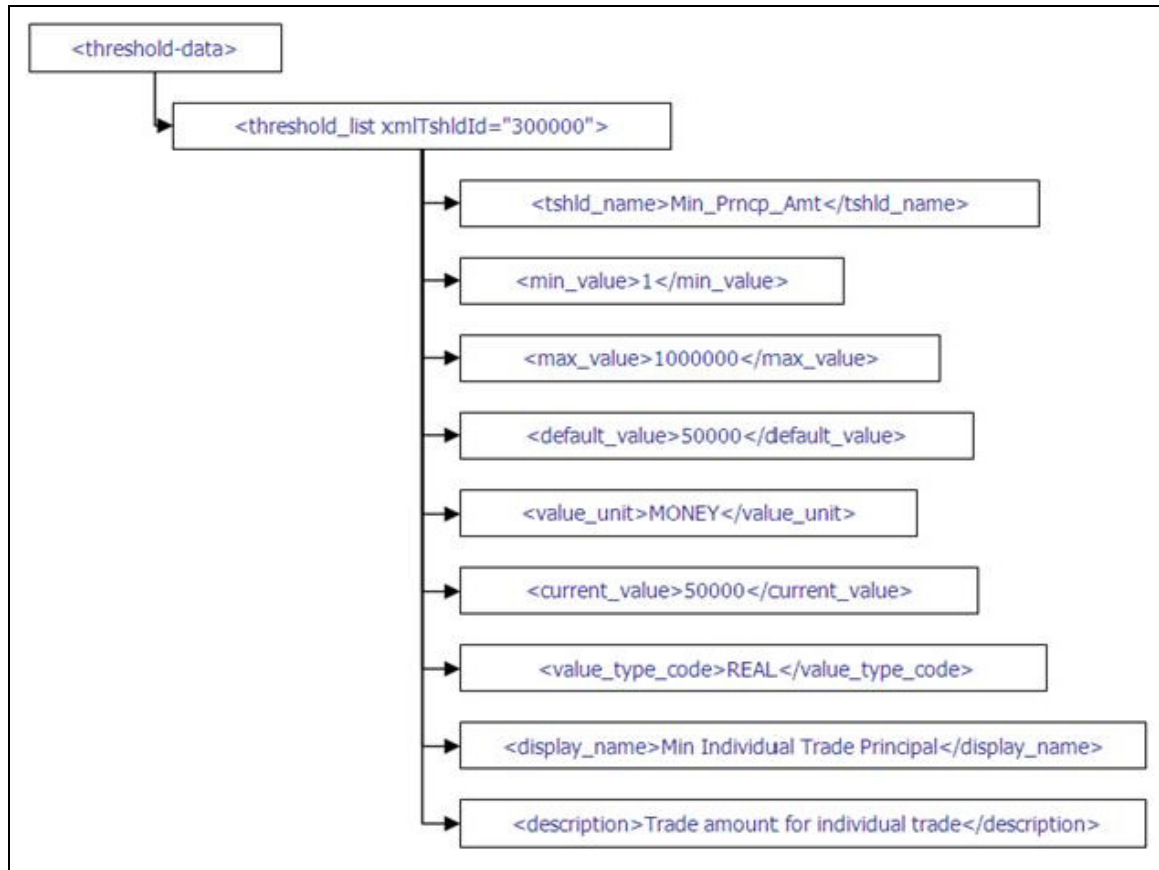 <threshold-data>
<threshold_list xmlTshldId="300000">
<tshld_name>Min_Prncp_Amt</tshld_name>
<min_value>1</min_value>
<max_value>1000000</max_value>
<default_value>50000</default_value>
<value_unit>MONEY</value_unit>
<current_value>50000</current_value>
<value_type_code>REAL</value_type_code>
<display_name>Min Individual Trade Principal</display_name>
<description>Trade amount for individual trade</description>